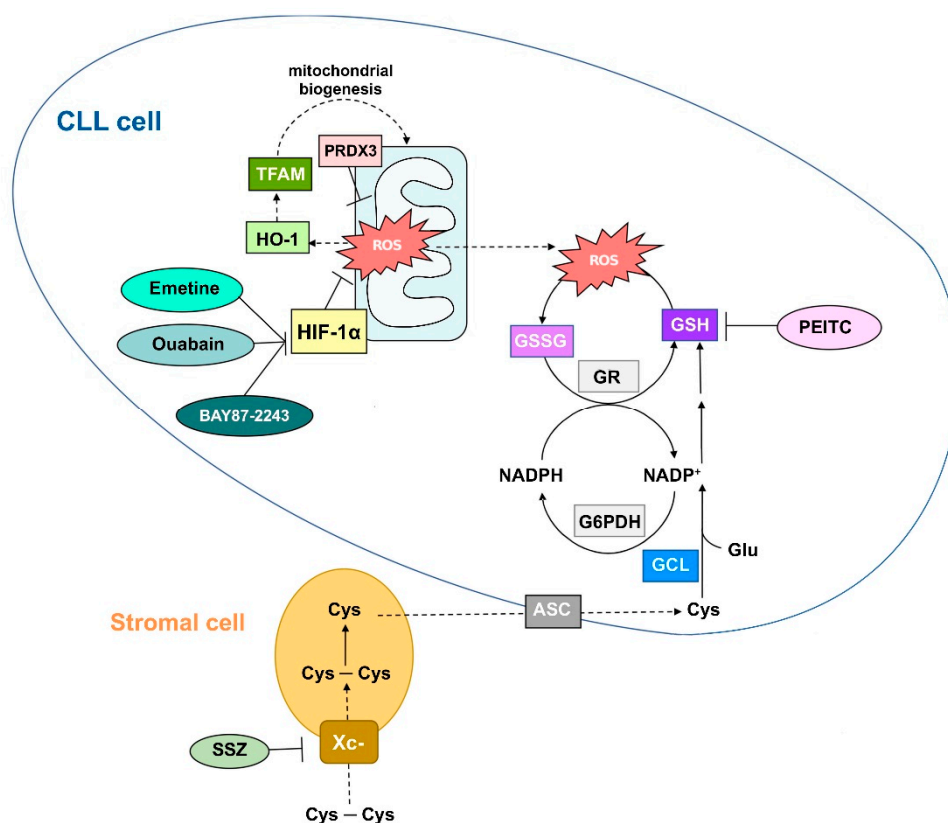 mitochondrial
biogenesis
CLL cell
PRDX3
TFAM
HO-1
ROS
ROS
Emetine
HIF-1α
Ouabain
BAY87-2243
GSSG
GSH
PEITC
GR
NADPH
NADP⁺
G6PDH
GCL
Glu
Stromal cell
Cys
ASC
Cys
Cys – Cys
Xc-
SSZ
Cys – Cys